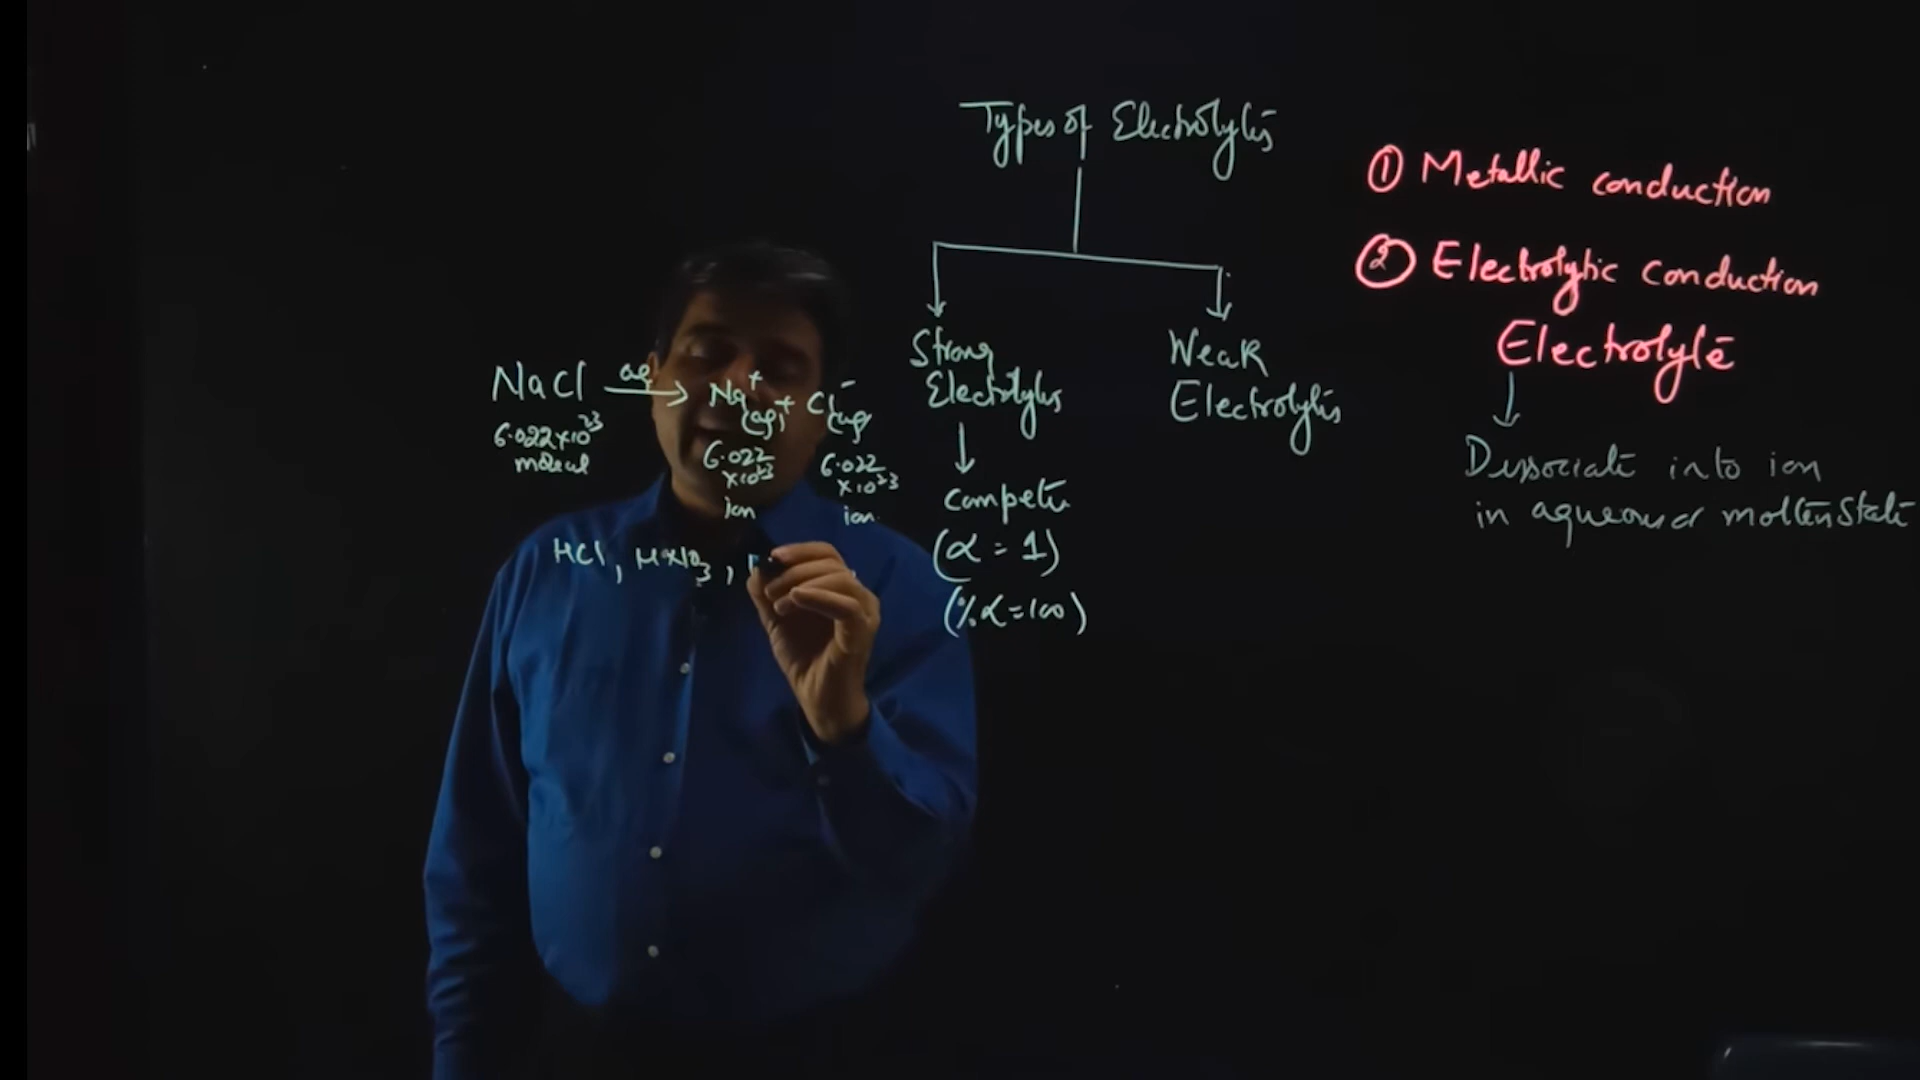 Types of Electrolytes
① Metallic conduction
② Electrolytic conduction
Electrolyte
Dissociate into ion
in aqueous or molten state
Strong
Electrolytes
Weak
Electrolytes
NaCl aq → Na⁺(aq) + Cl⁻(aq)
6.022×10²³
6.022
×10²³
ion
6.022
×10²³
ion
(α = 1)
(%α = 100)
HCl, HNO₃,